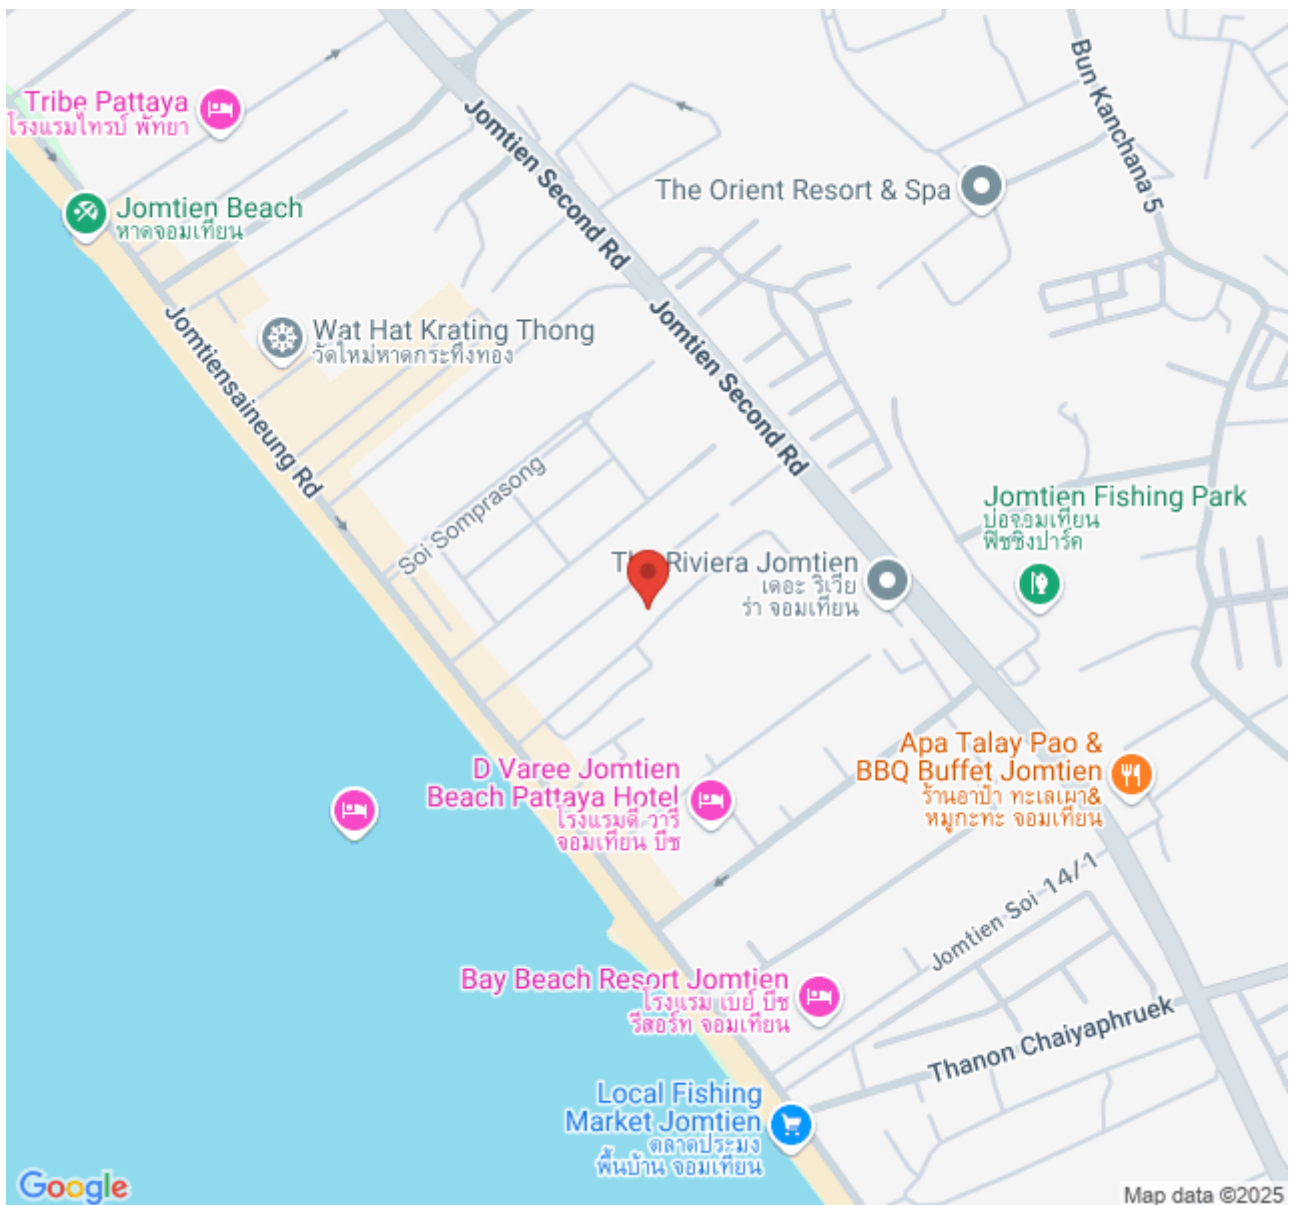 Tribe Pattaya
โรงแรมไทรบ์ พัทยา
Bun Kanchana 5
Jomtien Second Rd
The Orient Resort & Spa
Jomtien Beach
หาดจอมเทียน
Jomtiensaineung Rd
Wat Hat Krating Thong
วัดใหม่หาดกระทิงทอง
Jomtien Second Rd
Soi Somprasong
Jomtien Fishing Park
บ่อจอมเทียน
ฟิชชิงปาร์ค
Riviera Jomtien
เดอะ ริเวีย
ร่า จอมเทียน
Apa Talay Pao &
BBQ Buffet Jomtien
ร้านอาป๋า ทะเลเผา&
หมูกะทะ จอมเทียน
D Varee Jomtien
Beach Pattaya Hotel
โรงแรมดี วารี
จอมเทียน บีช
Jomtien Soi 14/1
Bay Beach Resort Jomtien
โรงแรม เบย์ บีช
รีสอร์ท จอมเทียน
Thanon Chaiyaphruek
Local Fishing
Market Jomtien
ตลาดประมง
พื้นบ้าน จอมเทียน
Google
Map data ©2025